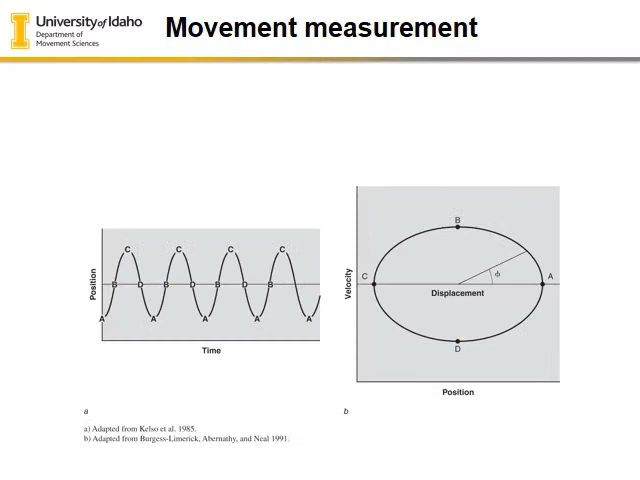 University of Idaho
Department of
Movement Sciences
Movement measurement
C C C C
Position
B D B D B D B
A A A A A
Time
B
C A
ϕ
Velocity
Displacement
D
Position
a
b
a) Adapted from Kelso et al. 1985.
b) Adapted from Burgess-Limerick, Abernathy, and Neal 1991.